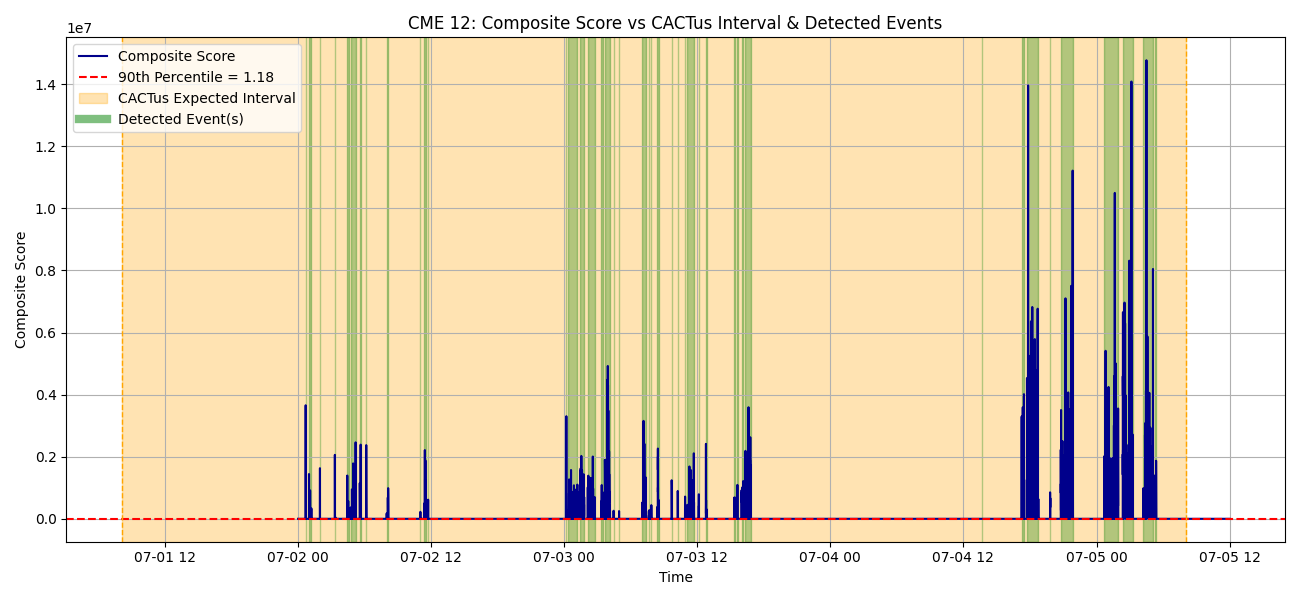 CME 12: Composite Score vs CACTus Interval & Detected Events
1e7
Composite Score
90th Percentile = 1.18
CACTus Expected Interval
Detected Event(s)
1.4
1.2
1.0
0.8
0.6
0.4
0.2
0.0
Composite Score
07-01 12
07-02 00
07-02 12
07-03 00
07-03 12
07-04 00
07-04 12
07-05 00
07-05 12
Time